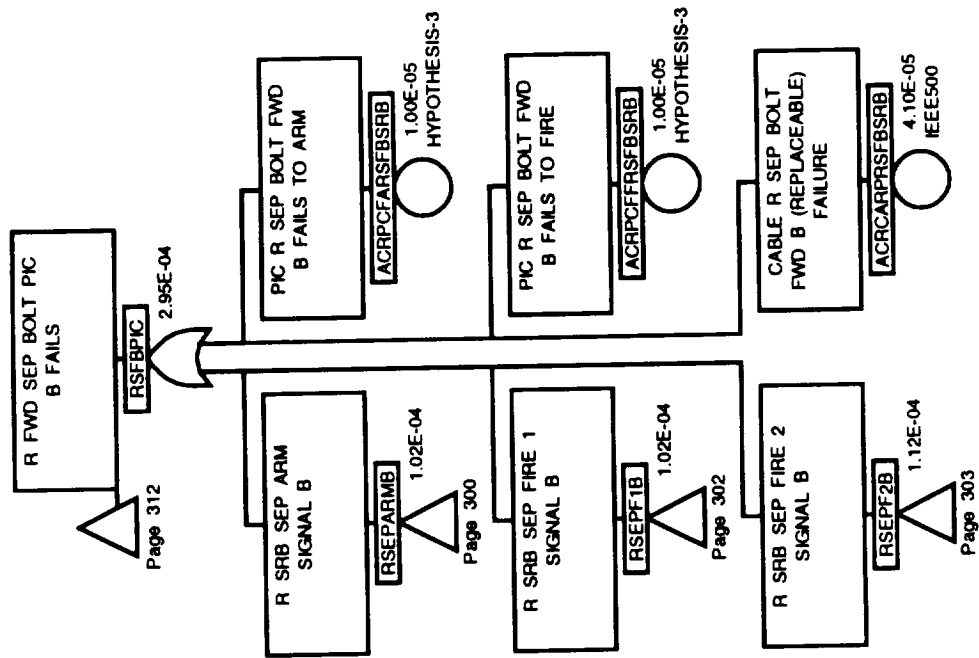 R FWD SEP BOLT PIC
B FAILS
RSFBPIC
2.95E-04
Page 312
R SRB SEP ARM
SIGNAL B
RSEPARMB
1.02E-04
Page 300
PIC R SEP BOLT FWD
B FAILS TO ARM
ACRPCFARSFBSRB
1.00E-05
HYPOTHESIS-3
R SRB SEP FIRE 1
SIGNAL B
RSEPF1B
1.02E-04
Page 302
PIC R SEP BOLT FWD
B FAILS TO FIRE
ACRPCFFRSFBSRB
1.00E-05
HYPOTHESIS-3
R SRB SEP FIRE 2
SIGNAL B
RSEPF2B
1.12E-04
Page 303
CABLE R SEP BOLT
FWD B (REPLACEABLE)
FAILURE
ACRCARPRSFBSRB
4.10E-05
IEEE500